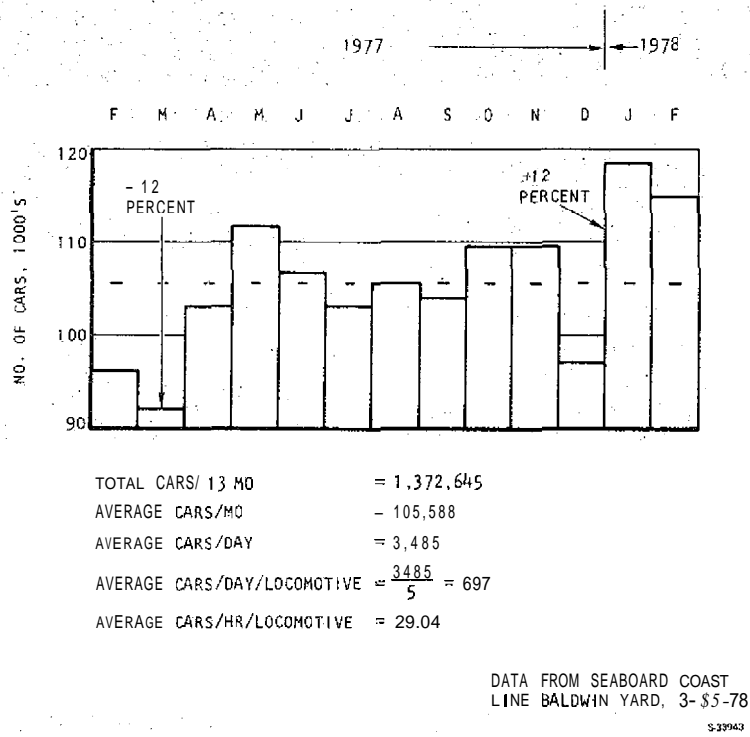 1977 1978
F M A M J J A S O N D J F
120
- 12
PERCENT
+12
PERCENT
110
100
90
NO. OF CARS, 1000'S
TOTAL CARS/ 13 MO = 1,372,645
AVERAGE CARS/MO - 105,588
AVERAGE CARS/DAY = 3,485
AVERAGE CARS/DAY/LOCOMOTIVE = 3485/5 = 697
AVERAGE CARS/HR/LOCOMOTIVE = 29.04
DATA FROM SEABOARD COAST
LINE BALDWIN YARD, 3-$5-78
S-33943